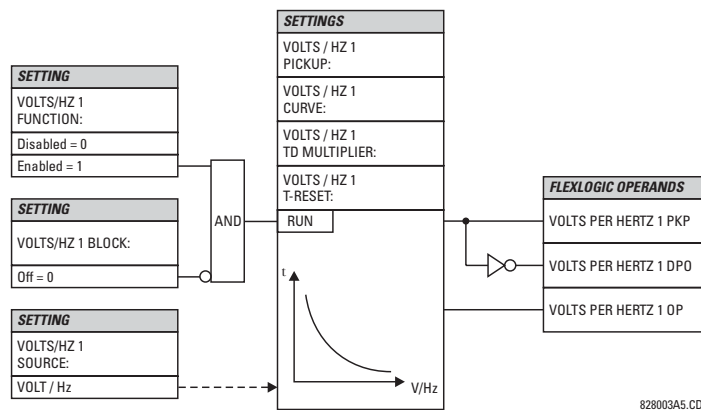 SETTING
VOLTS/HZ 1
FUNCTION:
Disabled = 0
Enabled = 1
SETTING
VOLTS/HZ 1 BLOCK:
Off = 0
SETTING
VOLTS/HZ 1
SOURCE:
VOLT / Hz
AND
SETTINGS
VOLTS / HZ 1
PICKUP:
VOLTS / HZ 1
CURVE:
VOLTS / HZ 1
TD MULTIPLIER:
VOLTS / HZ 1
T-RESET:
RUN
t
V/Hz
FLEXLOGIC OPERANDS
VOLTS PER HERTZ 1 PKP
VOLTS PER HERTZ 1 DPO
VOLTS PER HERTZ 1 OP
828003A5.CD